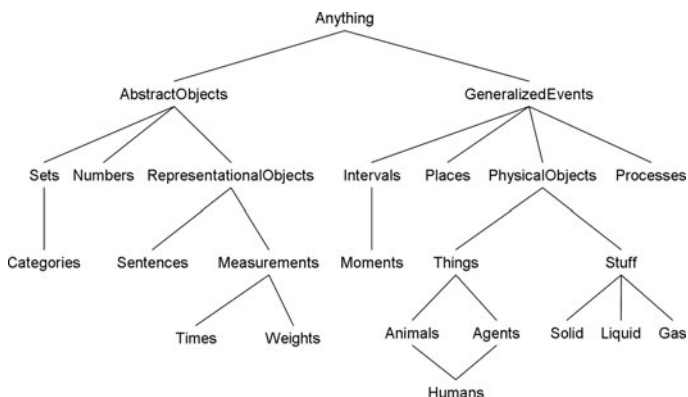 Anything
AbstractObjects GeneralizedEvents
Sets Numbers RepresentationalObjects Intervals Places PhysicalObjects Processes
Categories Sentences Measurements Moments Things Stuff
Times Weights Animals Agents Solid Liquid Gas
Humans